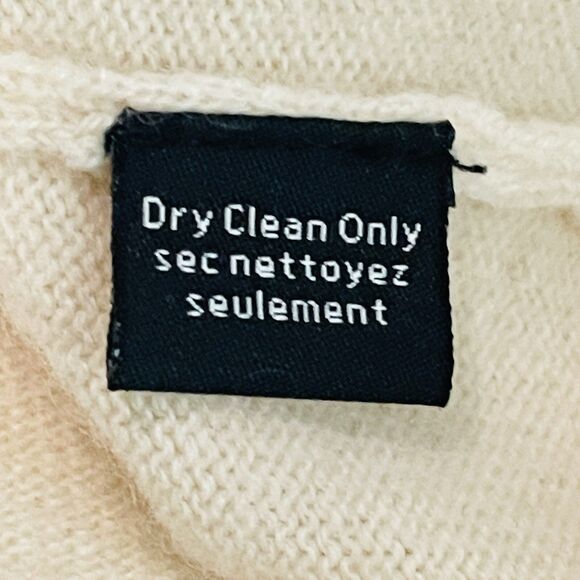 Dry Clean Only
sec nettoyez
seulement